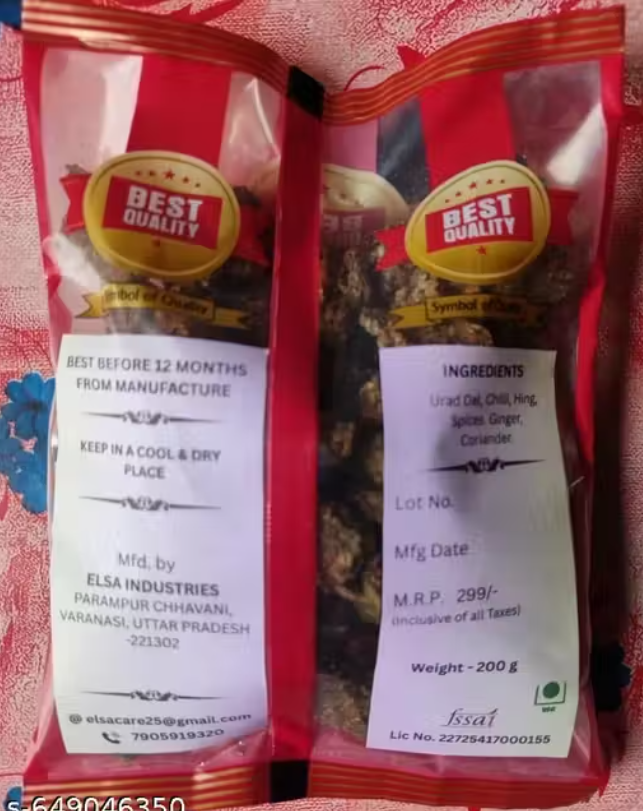 BEST
QUALITY
BEST
QUALITY
Symbol of
BEST BEFORE 12 MONTHS
FROM MANUFACTURE
KEEP IN A COOL & DRY
PLACE
Mfd. by
ELSA INDUSTRIES
PARAMPUR CHHAVANI,
VARANASI, UTTAR PRADESH
-221302
@ elsacare25@gmail.com
7905919320
INGREDIENTS
Urad Dal, Chilli, Hing,
Spices, Ginger,
Coriander.
Lot No.
Mfg Date
M.R.P. 299/-
(Inclusive of all Taxes)
Weight - 200 g
fssai
Lic No. 22725417000155
s-649046350